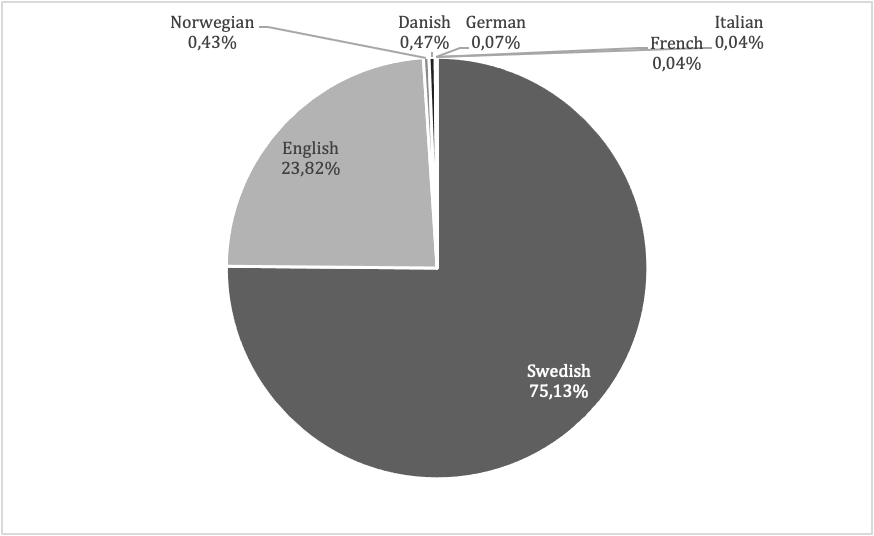 Norwegian
0,43%
Danish
0,47%
German
0,07%
French
0,04%
Italian
0,04%
English
23,82%
Swedish
75,13%